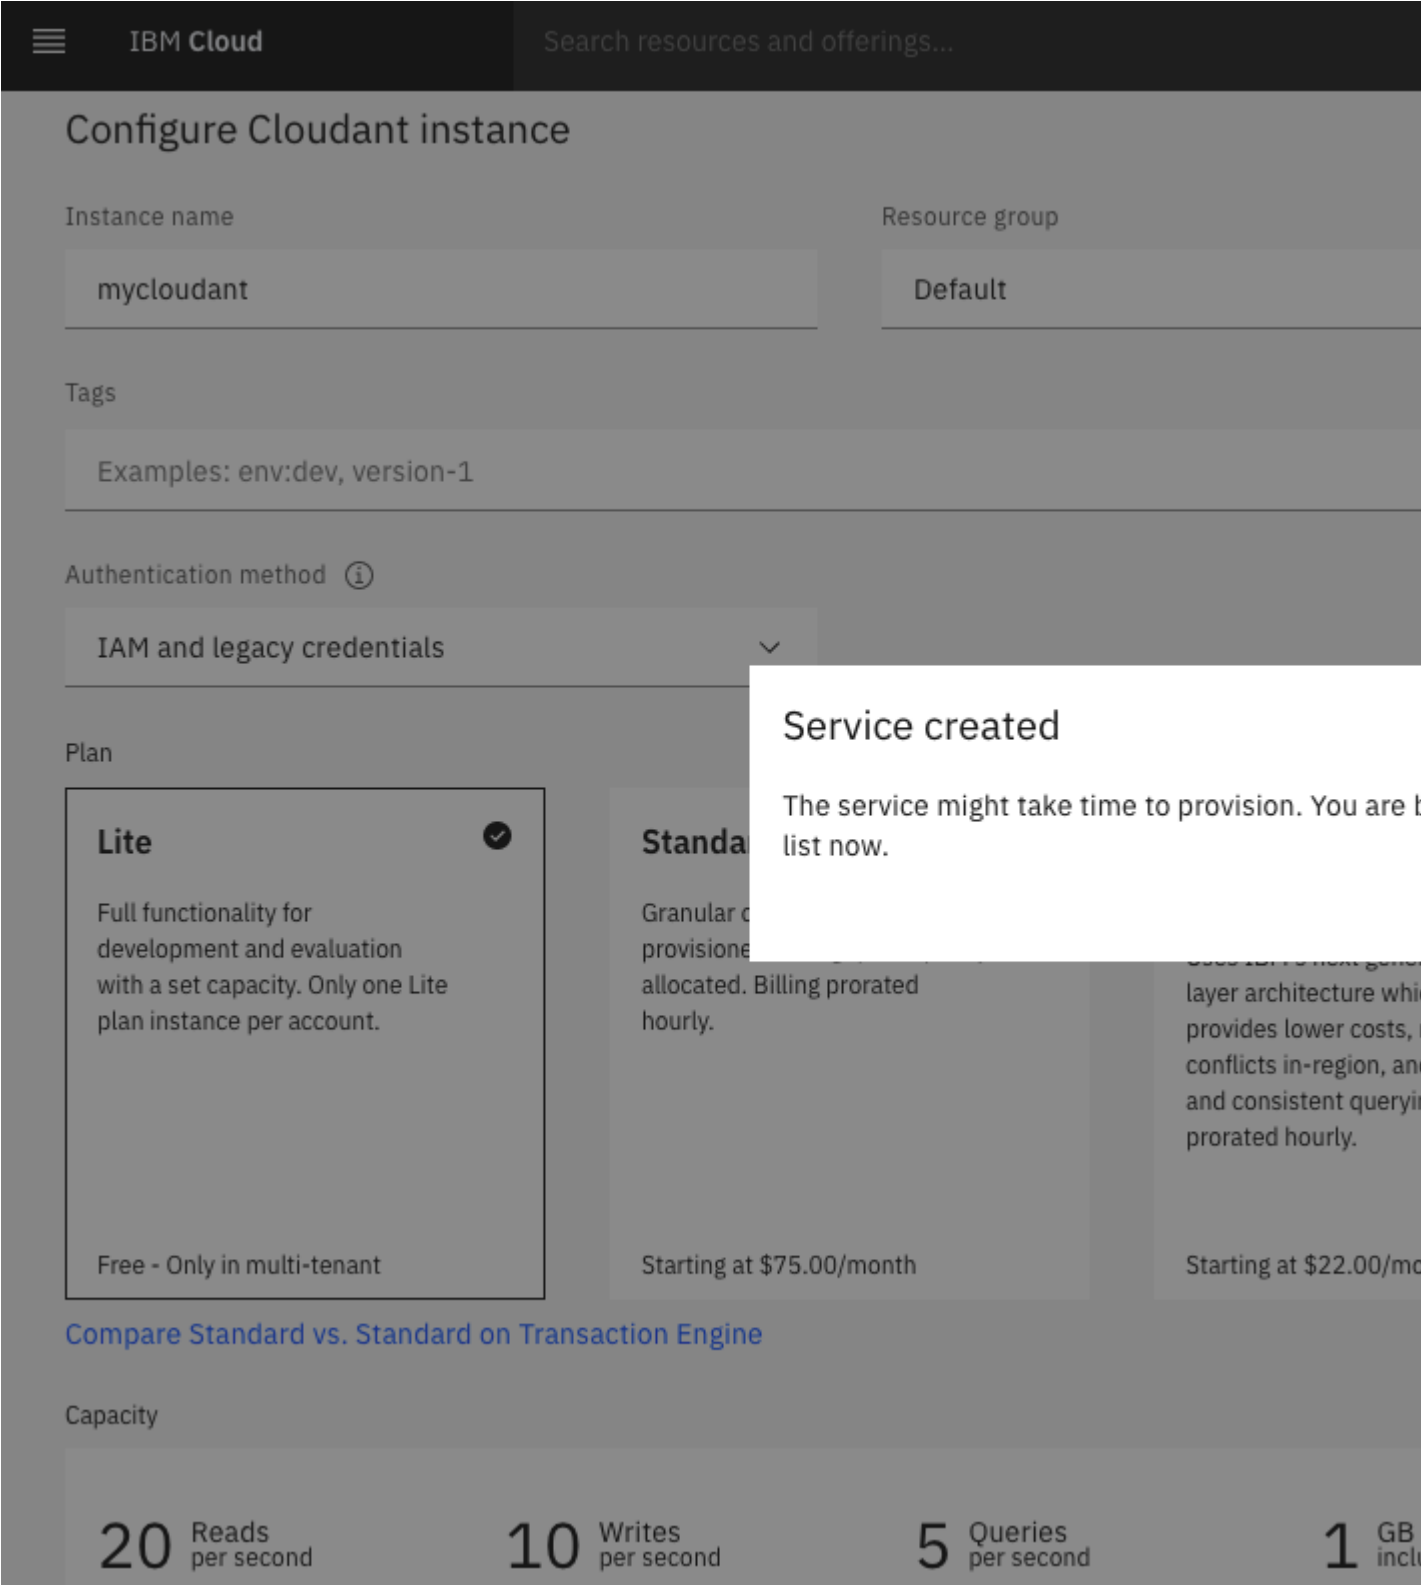 IBM Cloud
Search resources and offerings...
Configure Cloudant instance
Instance name
Resource group
mycloudant
Default
Tags
Examples: env:dev, version-1
Authentication method
IAM and legacy credentials
Service created
The service might take time to provision. You are
list now.
Plan
Lite
Full functionality for
development and evaluation
with a set capacity. Only one Lite
plan instance per account.
Free - Only in multi-tenant
Granular
allocated. Billing prorated
hourly.
Starting at $75.00/month
layer architecture
provides lower costs,
conflicts in-region,
and consistent
prorated hourly.
Starting at $22.00/
Compare Standard vs. Standard on Transaction Engine
Capacity
20 Reads
per second
10 Writes
per second
5 Queries
per second
1 GB